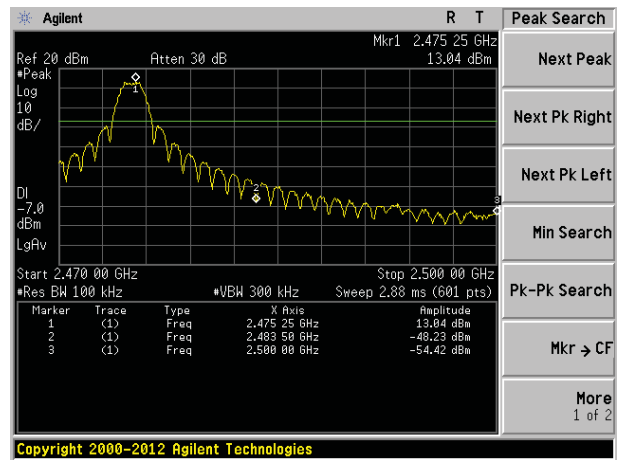 Agilent R T Peak Search
Mkr1 2.475 25 GHz
Ref 20 dBm Atten 30 dB 13.04 dBm
#Peak
Log
10
dB/
1
2
3
DI
-7.0
dBm
LgAv
Start 2.470 00 GHz Stop 2.500 00 GHz
#Res BW 100 kHz #VBW 300 kHz Sweep 2.88 ms (601 pts)
Marker Trace Type X Axis Amplitude
1 (1) Freq 2.475 25 GHz 13.04 dBm
2 (1) Freq 2.483 50 GHz -48.23 dBm
3 (1) Freq 2.500 00 GHz -54.42 dBm
Next Peak
Next Pk Right
Next Pk Left
Min Search
Pk-Pk Search
Mkr → CF
More
1 of 2
Copyright 2000-2012 Agilent Technologies